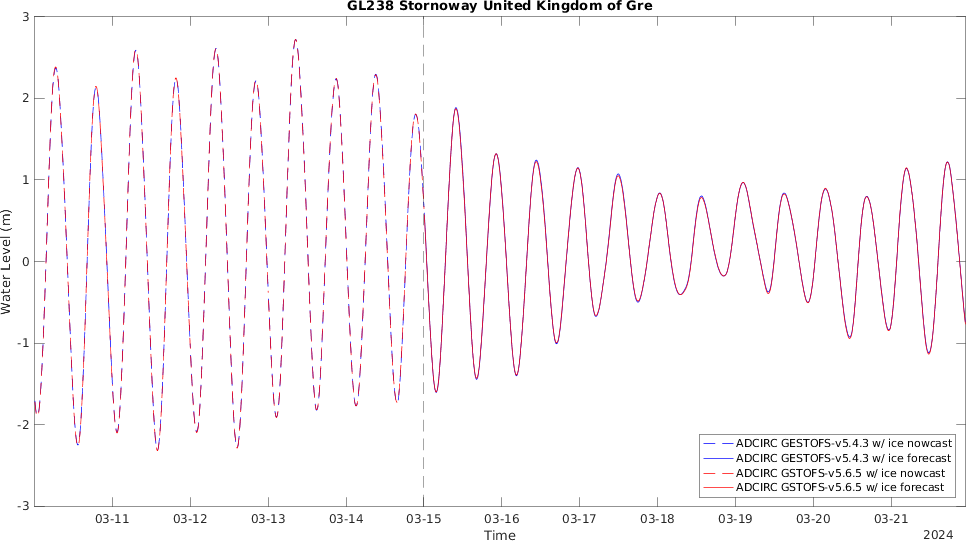 GL238 Stornoway United Kingdom of Gre
3
2
1
0
-1
-2
-3
Water Level (m)
ADCIRC GESTOFS-v5.4.3 w/ ice nowcast
ADCIRC GESTOFS-v5.4.3 w/ ice forecast
ADCIRC GSTOFS-v5.6.5 w/ ice nowcast
ADCIRC GSTOFS-v5.6.5 w/ ice forecast
03-11 03-12 03-13 03-14 03-15 03-16 03-17 03-18 03-19 03-20 03-21
Time
2024